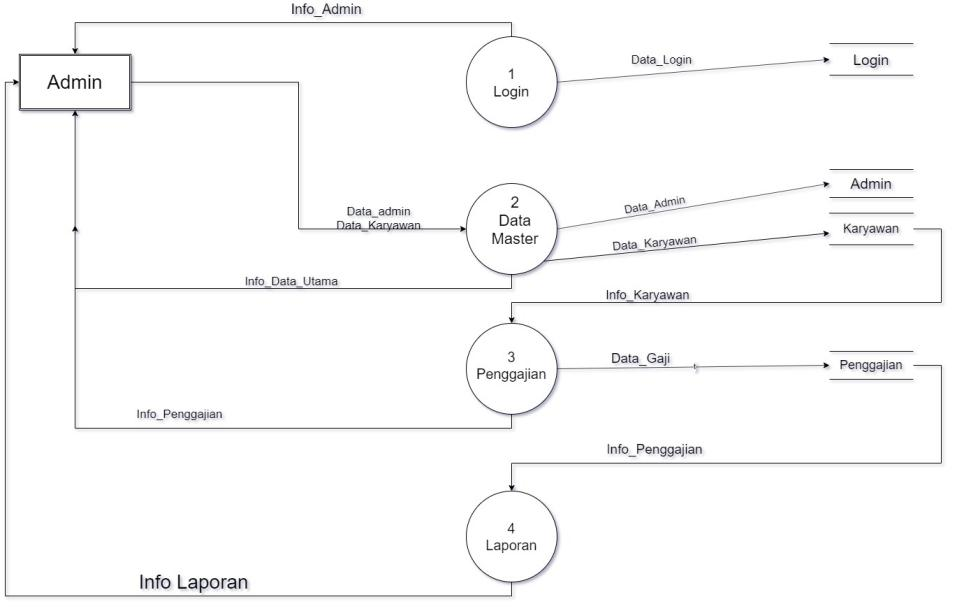 Info_Admin
Admin
1
Login
Data_Login
Login
Data_admin
Data_Karyawan
2
Data
Master
Data_Admin
Admin
Data_Karyawan
Karyawan
Info_Data_Utama
Info_Karyawan
3
Penggajian
Data_Gaji
Penggajian
Info_Penggajian
Info_Penggajian
4
Laporan
Info Laporan